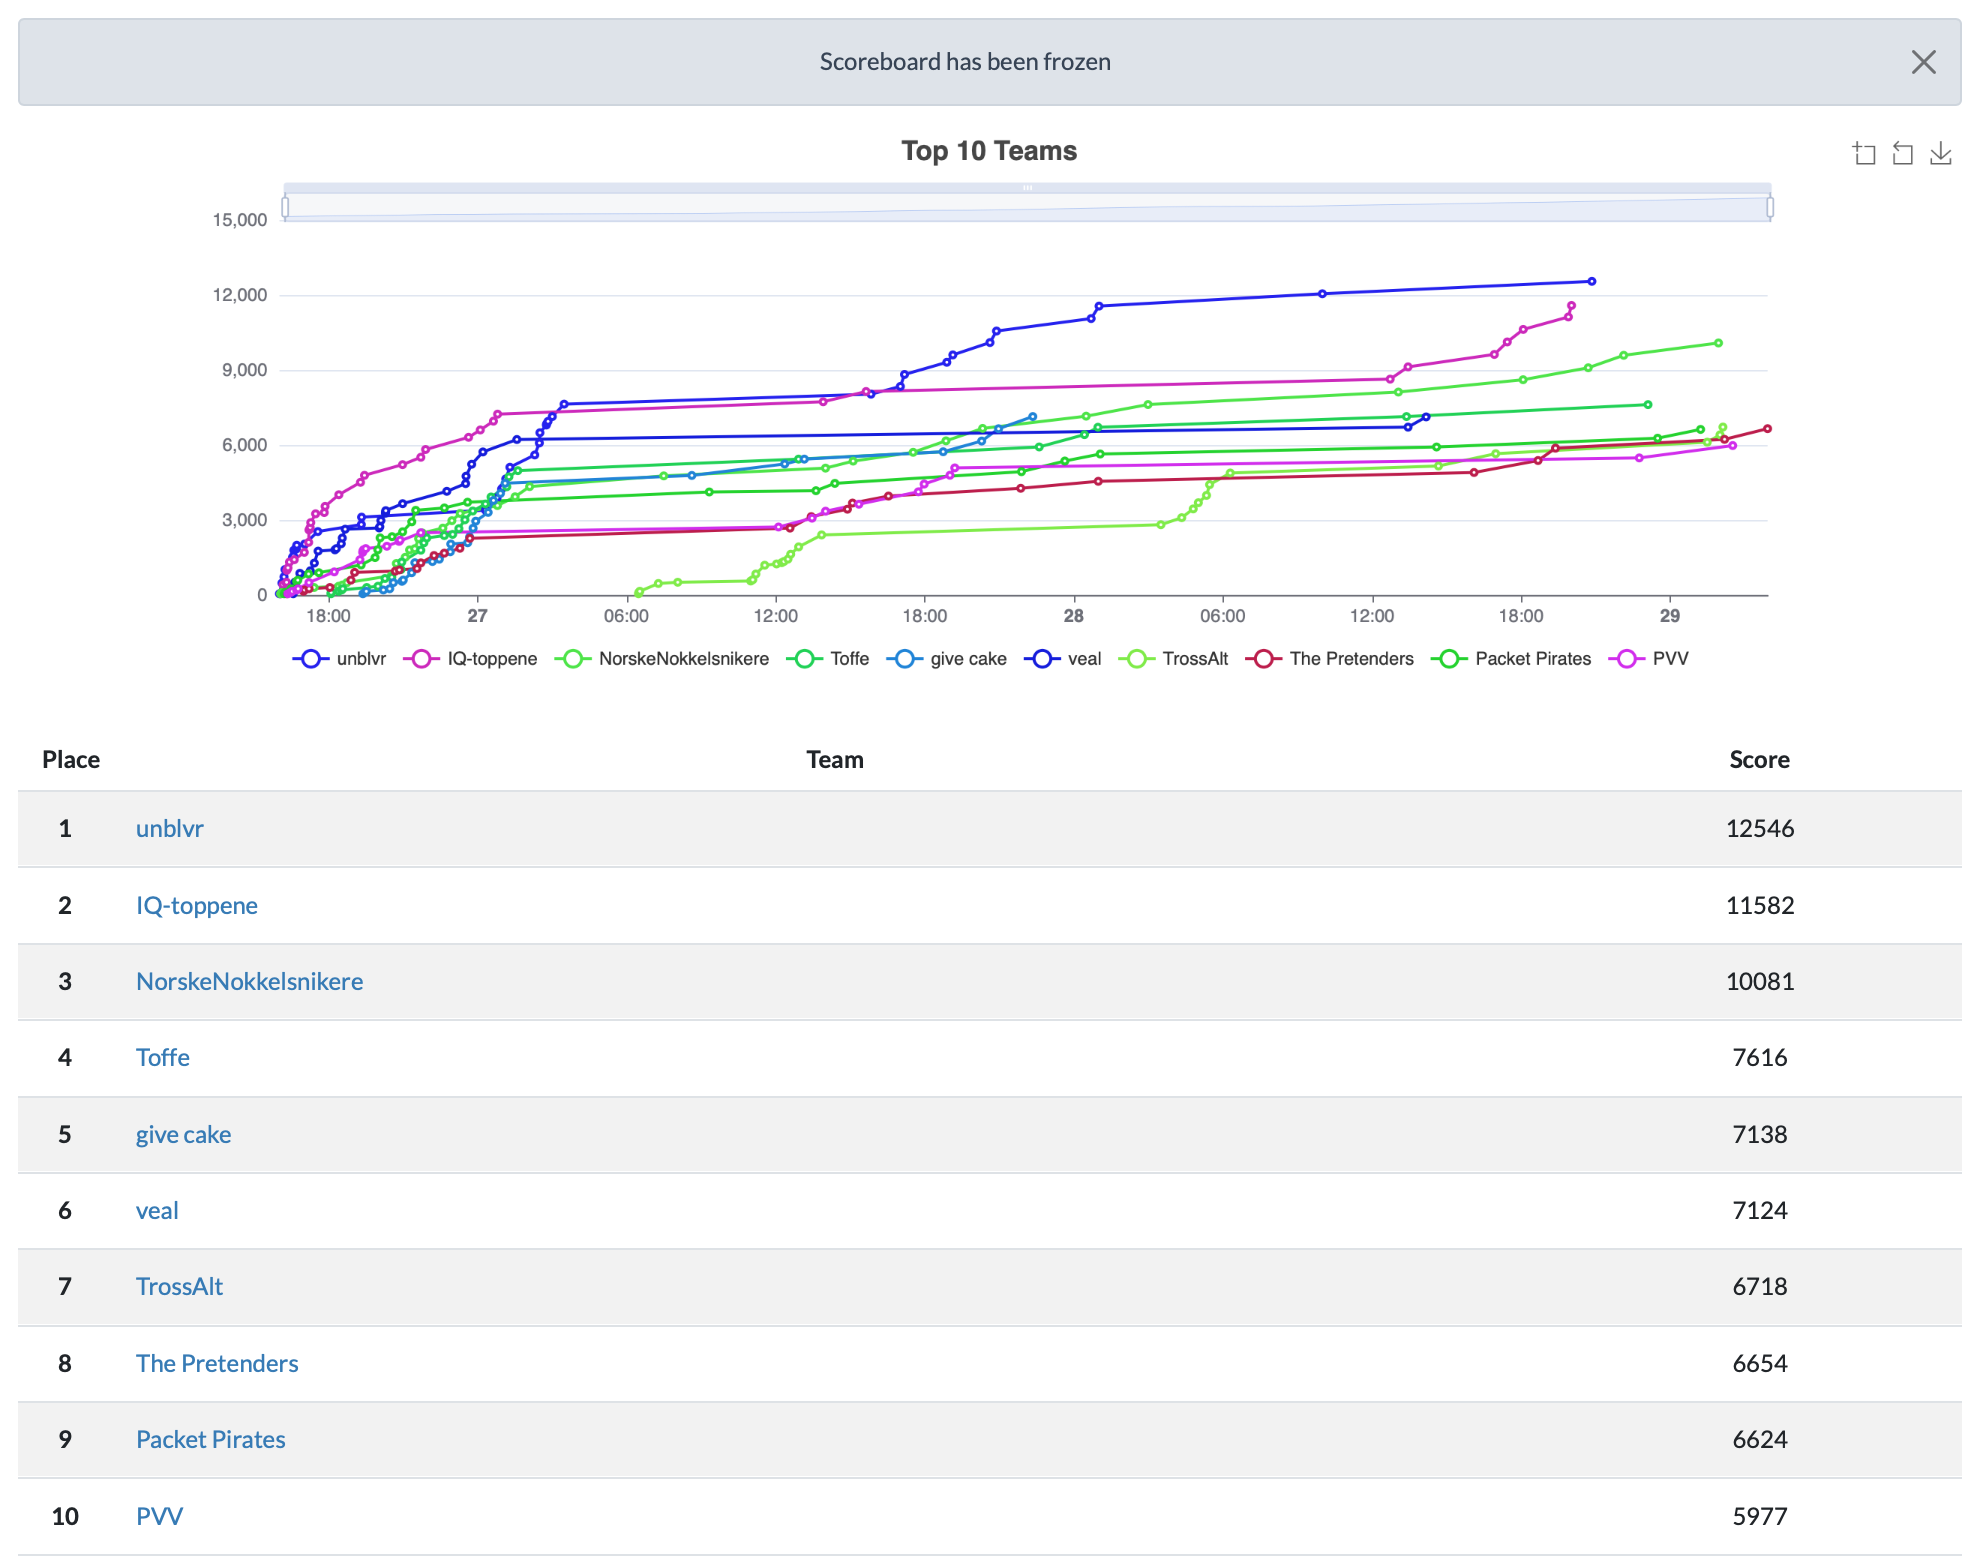 Scoreboard has been frozen
Top 10 Teams
15,000
12,000
9,000
6,000
3,000
0
18:00 27 06:00 12:00 18:00 28 06:00 12:00 18:00 29
unblvr IQ-toppene NorskeNokkelsnikere Toffe give cake veal TrossAlt The Pretenders Packet Pirates PVV
Place Team Score
1 unblvr 12546
2 IQ-toppene 11582
3 NorskeNokkelsnikere 10081
4 Toffe 7616
5 give cake 7138
6 veal 7124
7 TrossAlt 6718
8 The Pretenders 6654
9 Packet Pirates 6624
10 PVV 5977